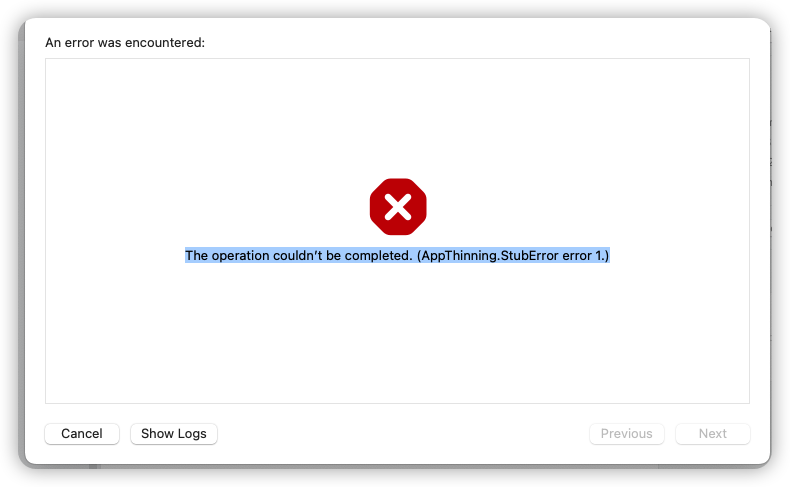 An error was encountered:
The operation couldn’t be completed. (AppThinning.StubError error 1.)
Cancel
Show Logs
Previous
Next